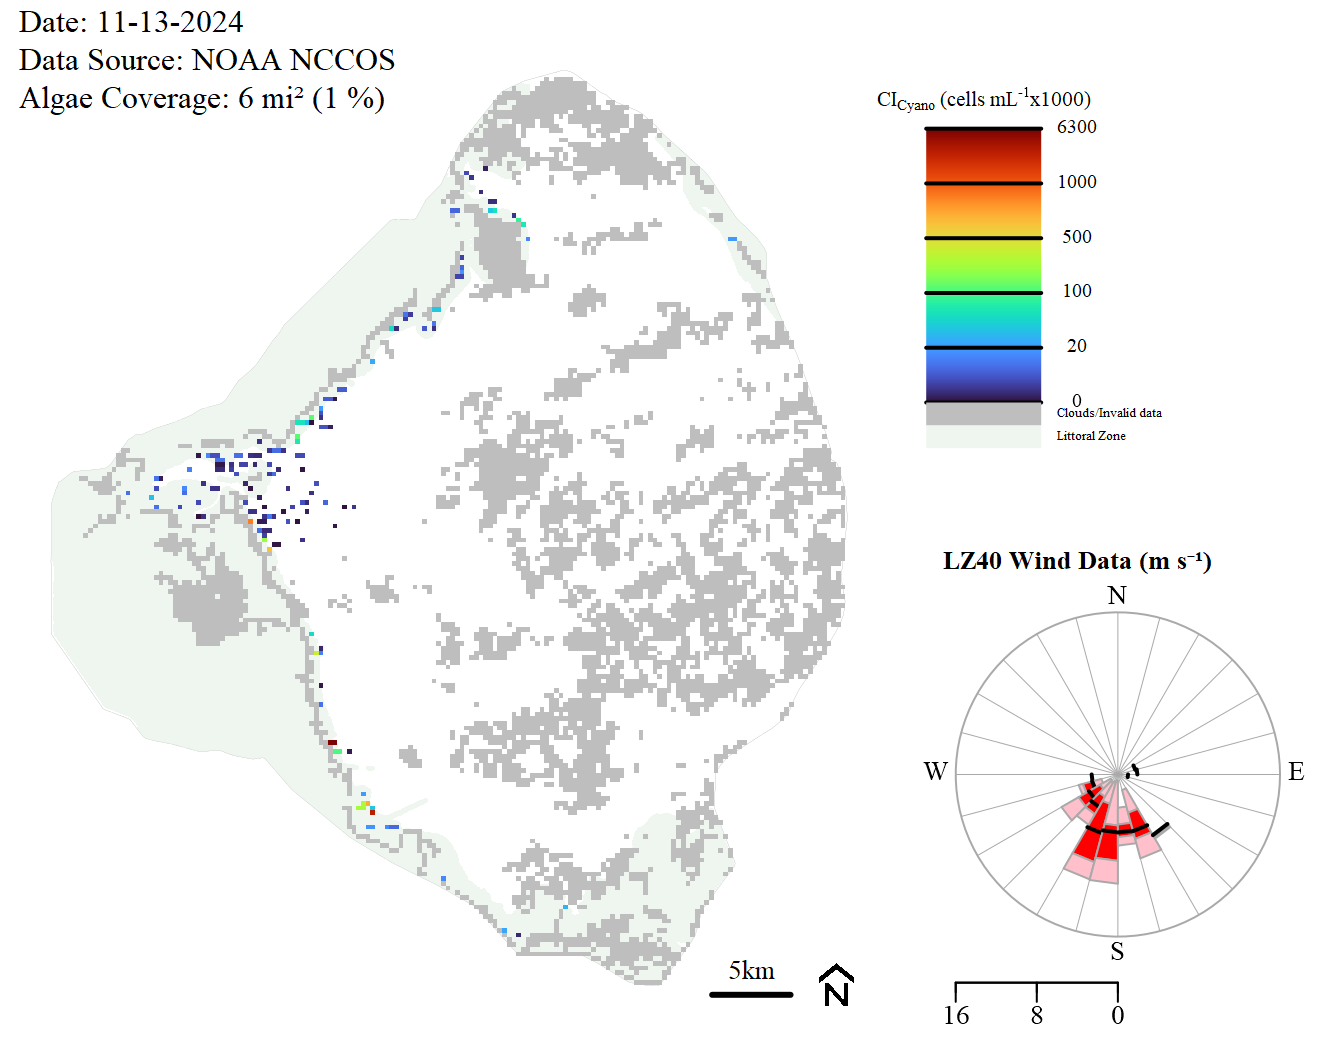 Date: 11-13-2024
Data Source: NOAA NCCOS
Algae Coverage: 6 mi² (1 %)
CI_Cyano (cells mL⁻¹x1000)
6300
1000
500
100
20
0
Clouds/Invalid data
Littoral Zone
LZ40 Wind Data (m s⁻¹)
N
W
E
S
5km
N
16
8
0